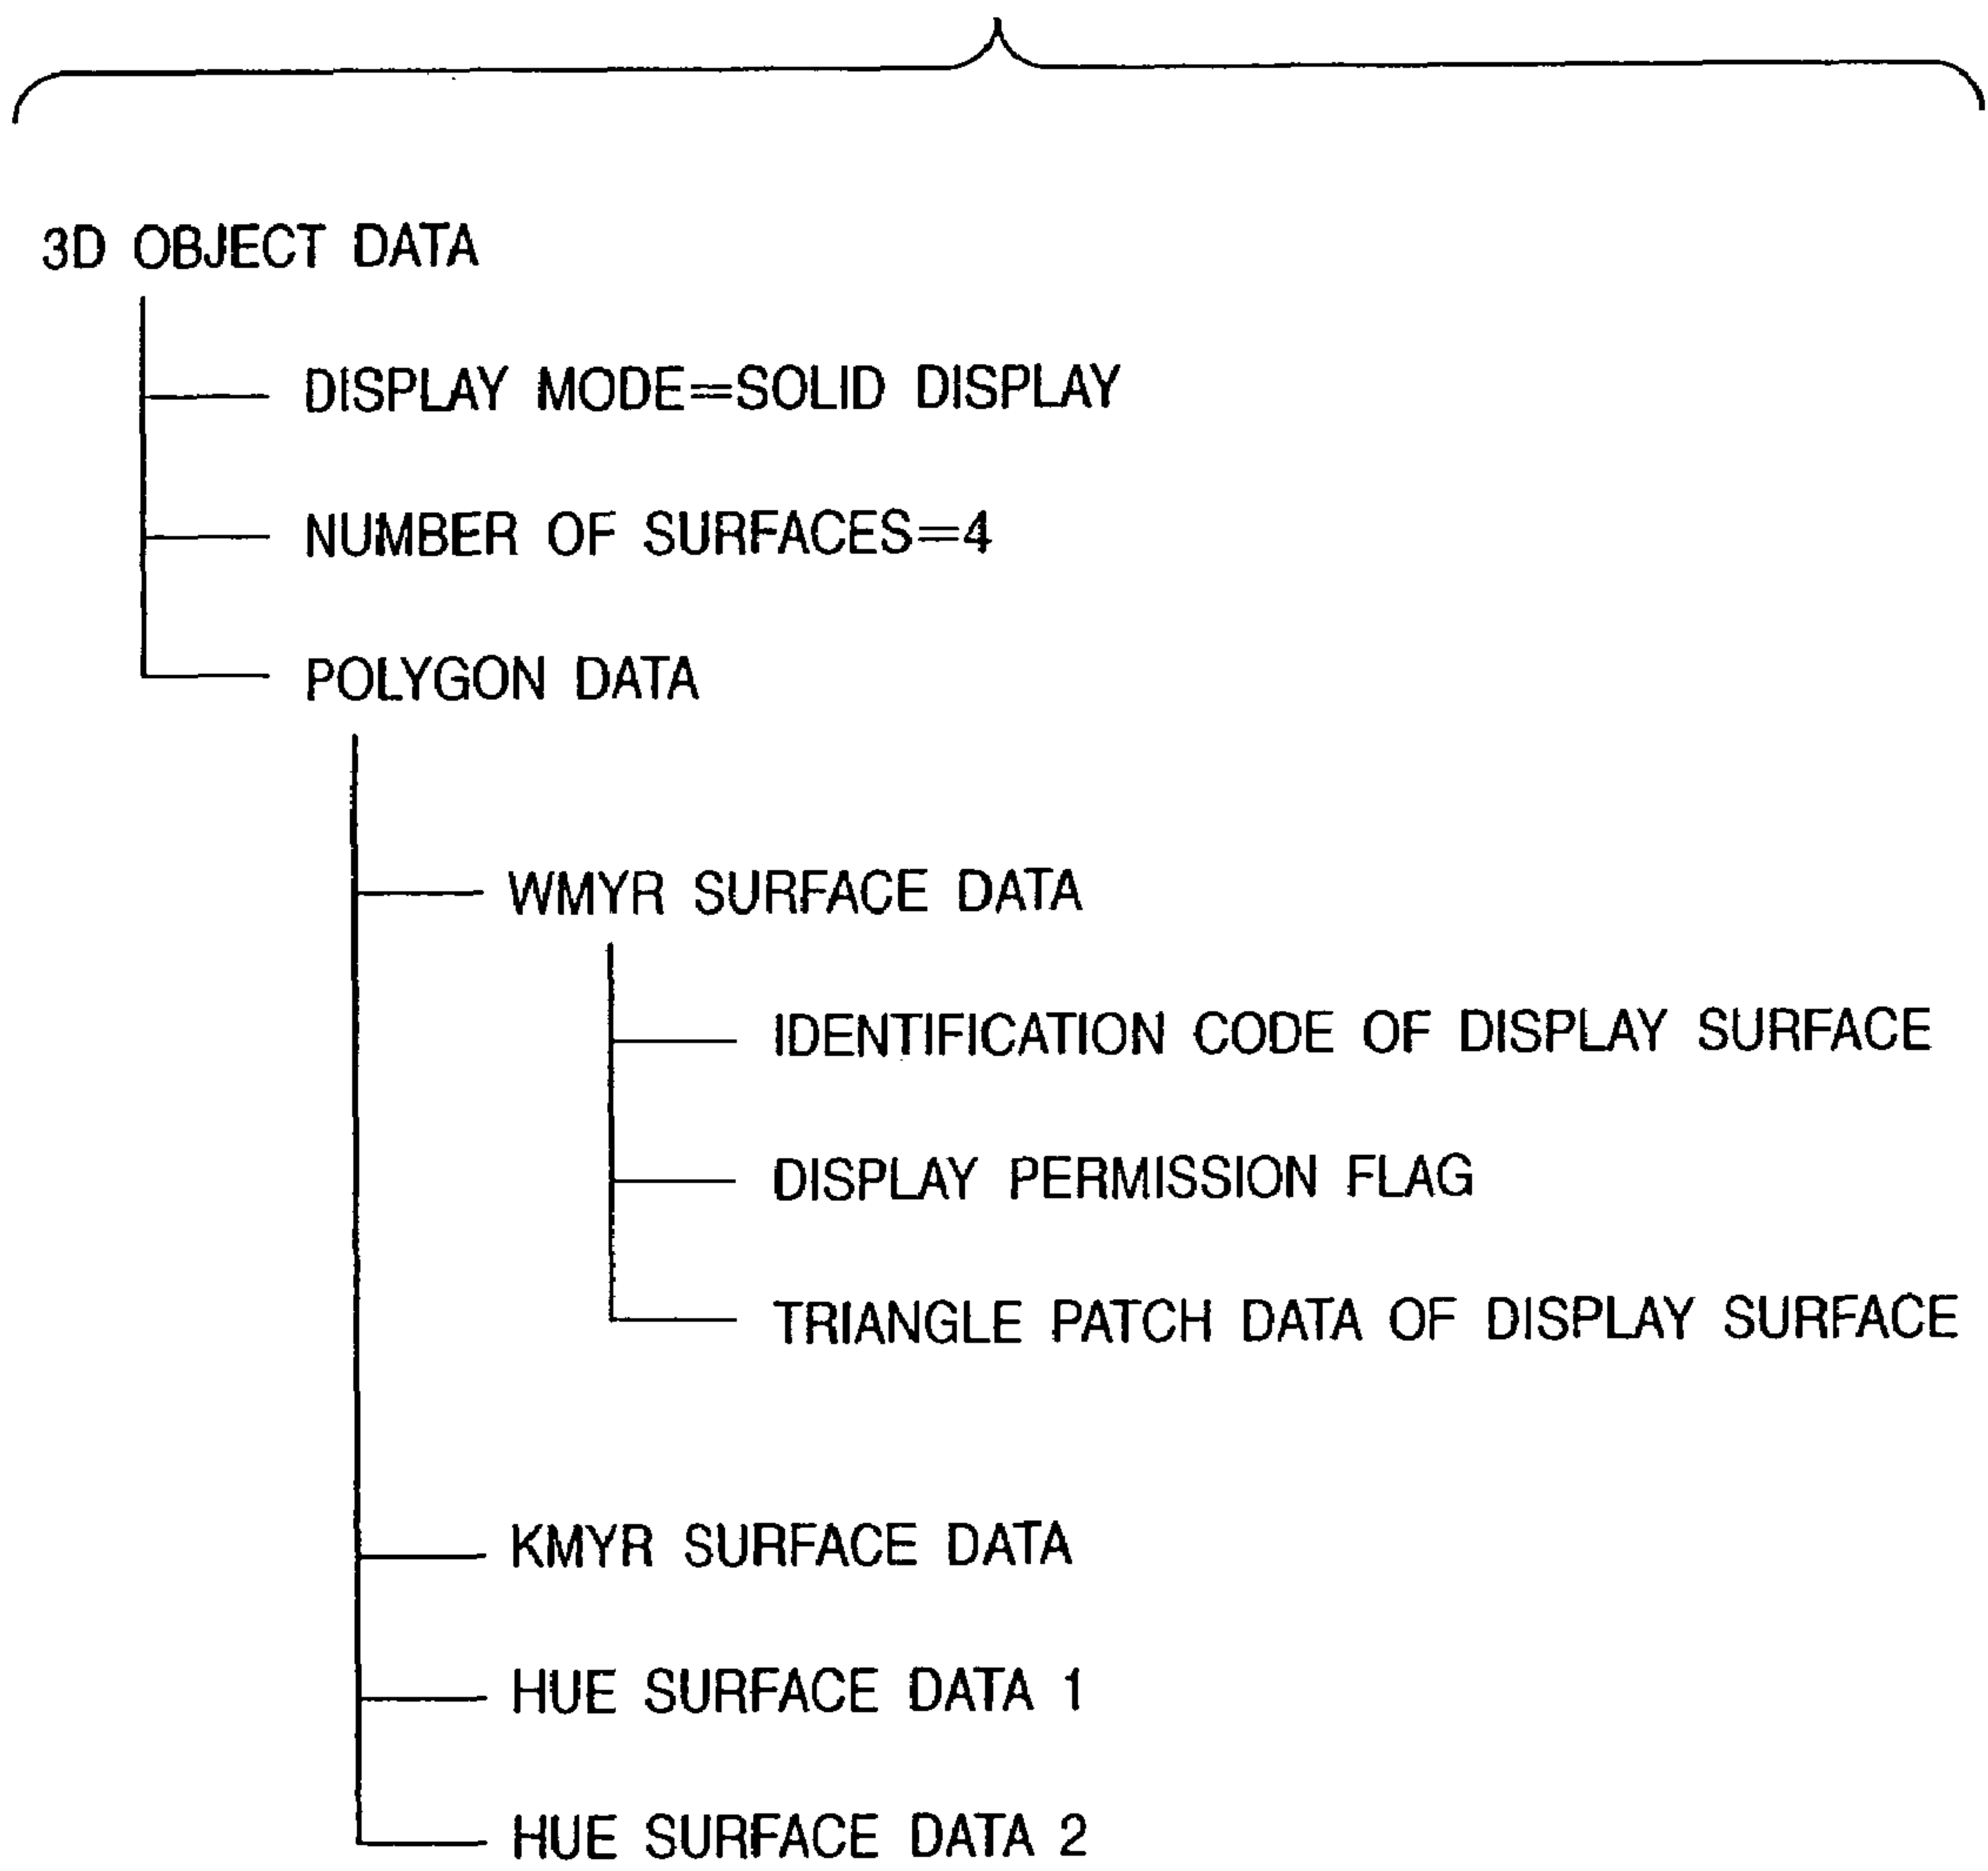 3D OBJECT DATA
DISPLAY MODE=SOLID DISPLAY
NUMBER OF SURFACES=4
POLYGON DATA
WMYR SURFACE DATA
IDENTIFICATION CODE OF DISPLAY SURFACE
DISPLAY PERMISSION FLAG
TRIANGLE PATCH DATA OF DISPLAY SURFACE
KMYR SURFACE DATA
HUE SURFACE DATA 1
HUE SURFACE DATA 2